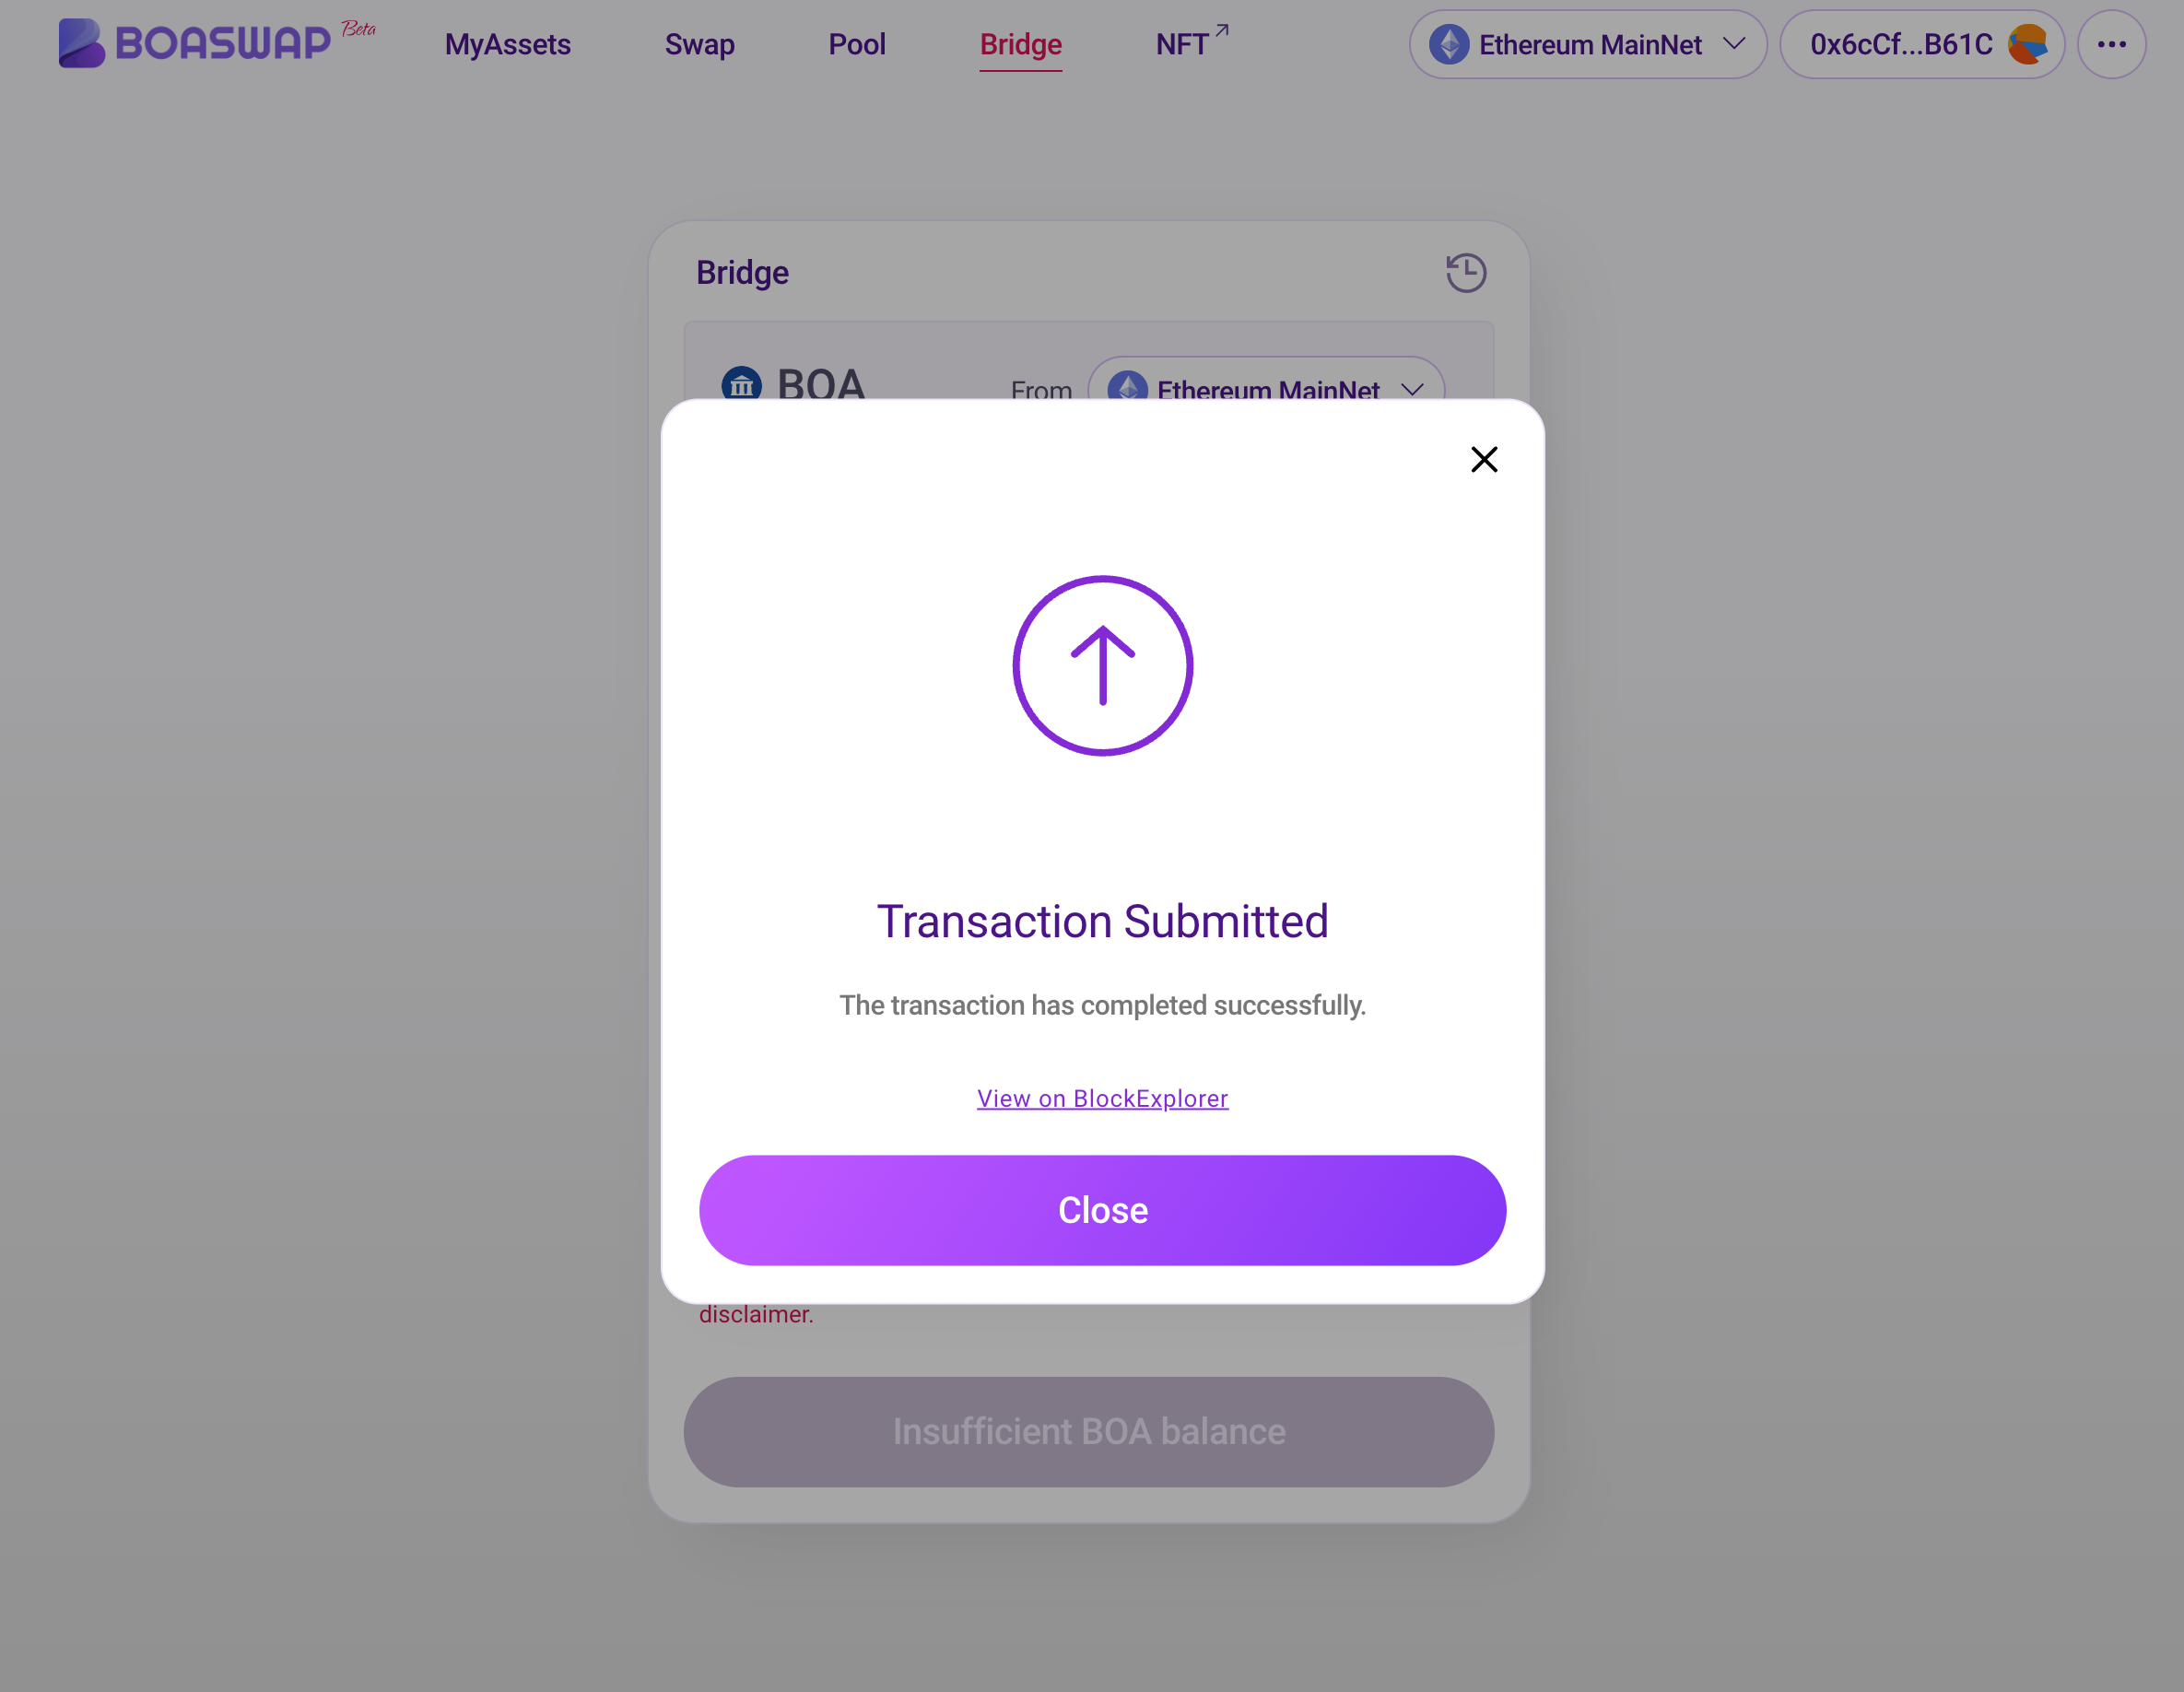 BOASWAP Beta MyAssets Swap Pool Bridge NFT Ethereum MainNet 0x6cCf...B61C
Bridge
BOA From Ethereum MainNet
Transaction Submitted
The transaction has completed successfully.
View on BlockExplorer
Close
disclaimer.
Insufficient BOA balance